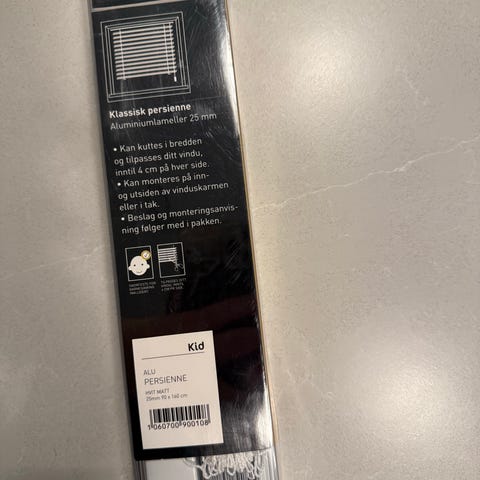 Klassisk persienne
Aluminiumlameller 25 mm
• Kan kuttes i bredden
og tilpasses ditt vindu,
inntil 4 cm på hver side.
• Kan monteres på inn-
og utsiden av vinduskarmen
eller i tak.
• Beslag og monteringsanvis-
ning følger med i pakken.
Kid
ALU
PERSIENNE
HVIT MATT
25mm 90 x 160 cm
1060700900108